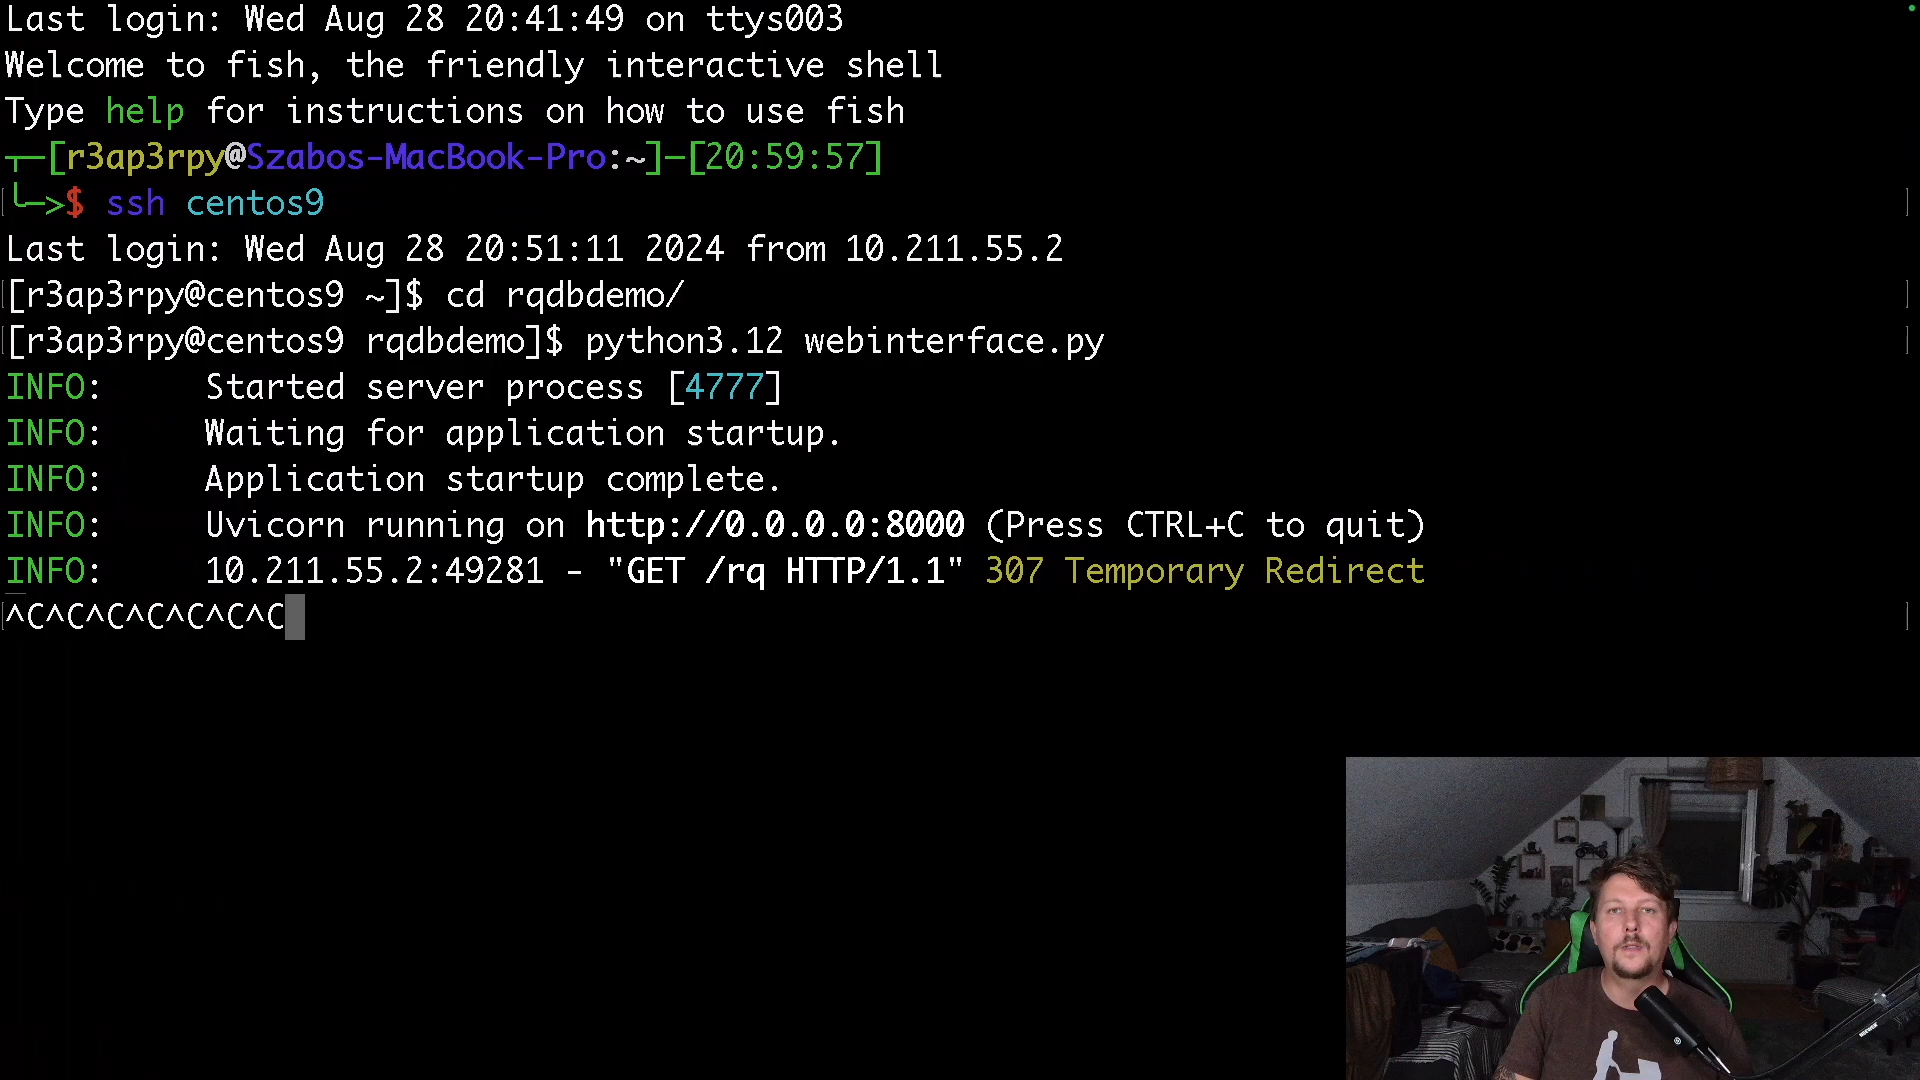 Last login: Wed Aug 28 20:41:49 on ttys003
Welcome to fish, the friendly interactive shell
Type help for instructions on how to use fish
┬─[r3ap3rpy@Szabos-MacBook-Pro:~]─[20:59:57]
╰─>$ ssh centos9
Last login: Wed Aug 28 20:51:11 2024 from 10.211.55.2
[r3ap3rpy@centos9 ~]$ cd rqdbdemo/
[r3ap3rpy@centos9 rqdbdemo]$ python3.12 webinterface.py
INFO:     Started server process [4777]
INFO:     Waiting for application startup.
INFO:     Application startup complete.
INFO:     Uvicorn running on http://0.0.0.0:8000 (Press CTRL+C to quit)
INFO:     10.211.55.2:49281 - "GET /rq HTTP/1.1" 307 Temporary Redirect
^C^C^C^C^C^C^C